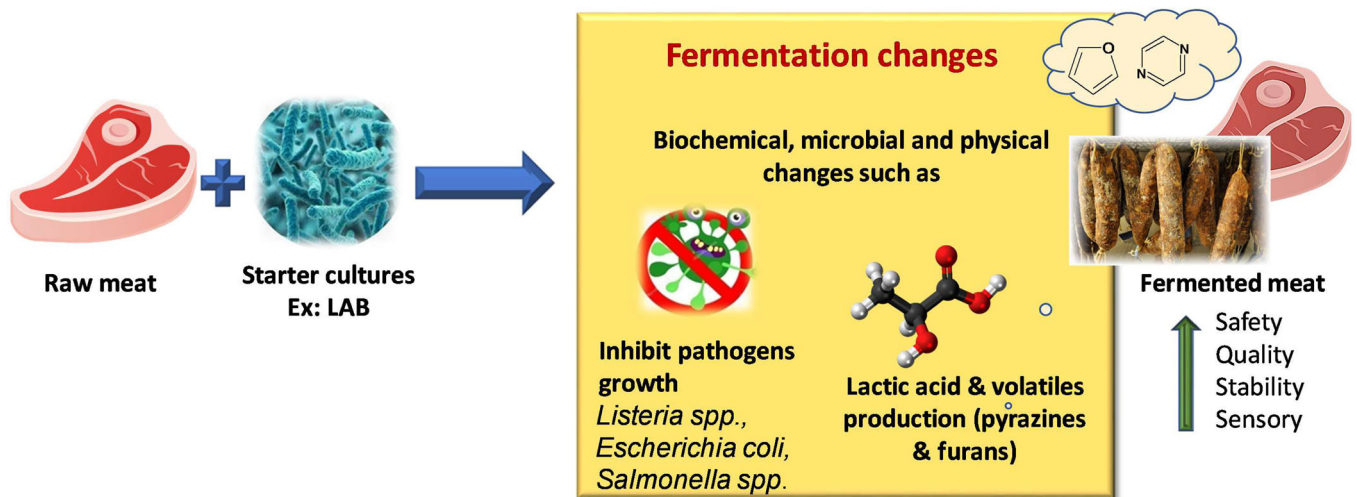 Raw meat
Starter cultures
Ex: LAB
Fermentation changes
Biochemical, microbial and physical
changes such as
Inhibit pathogens
growth
Listeria spp.,
Escherichia coli,
Salmonella spp.
Lactic acid & volatiles
production (pyrazines
& furans)
O
N
N
Fermented meat
Safety
Quality
Stability
Sensory